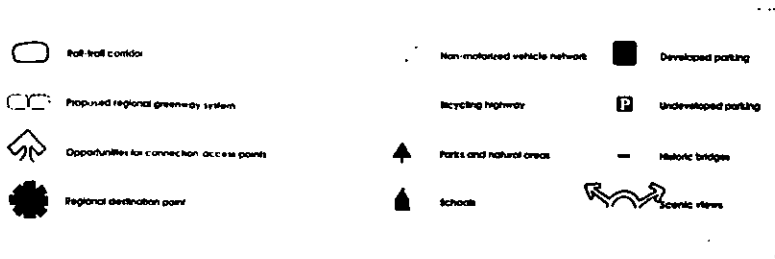 Rail-trail corridor
Proposed regional greenway system
Opportunities for connection access points
Regional destination point
Non-motorized vehicle network
Bicycling highway
Parks and natural areas
Schools
Developed parking
P Undeveloped parking
Historic bridges
Scenic views